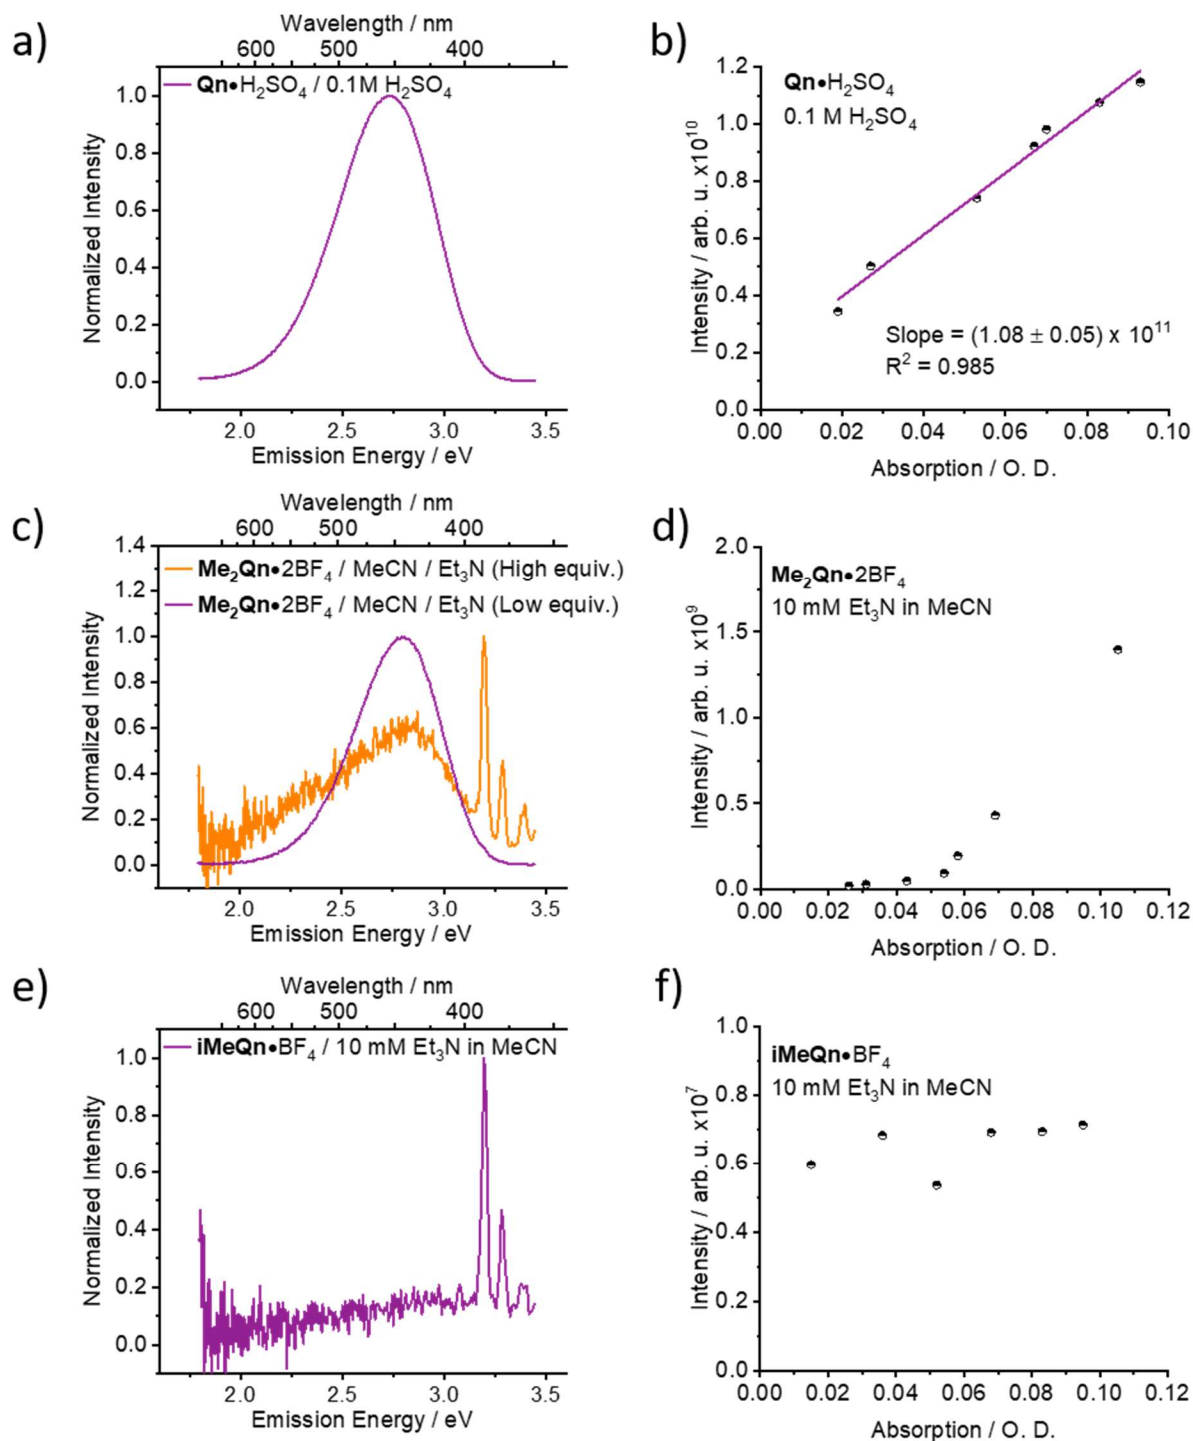 a)
Wavelength / nm
600 500 400
Qn•H₂SO₄ / 0.1M H₂SO₄
1.0
0.8
0.6
0.4
0.2
0.0
Normalized Intensity
2.0 2.5 3.0 3.5
Emission Energy / eV
b)
1.2
1.0
0.8
0.6
0.4
0.2
0.0
Intensity / arb. u. x10¹⁰
Qn•H₂SO₄
0.1 M H₂SO₄
Slope = (1.08 ± 0.05) x 10¹¹
R² = 0.985
0.00 0.02 0.04 0.06 0.08 0.10
Absorption / O. D.
c)
Wavelength / nm
600 500 400
Me₂Qn•2BF₄ / MeCN / Et₃N (High equiv.)
Me₂Qn•2BF₄ / MeCN / Et₃N (Low equiv.)
1.4
1.2
1.0
0.8
0.6
0.4
0.2
0.0
Normalized Intensity
2.0 2.5 3.0 3.5
Emission Energy / eV
d)
2.0
1.5
1.0
0.5
0.0
Intensity / arb. u. x10⁹
Me₂Qn•2BF₄
10 mM Et₃N in MeCN
0.00 0.02 0.04 0.06 0.08 0.10 0.12
Absorption / O. D.
e)
Wavelength / nm
600 500 400
iMeQn•BF₄ / 10 mM Et₃N in MeCN
1.0
0.8
0.6
0.4
0.2
0.0
Normalized Intensity
2.0 2.5 3.0 3.5
Emission Energy / eV
f)
1.0
0.8
0.6
0.4
0.2
0.0
Intensity / arb. u. x10⁷
iMeQn•BF₄
10 mM Et₃N in MeCN
0.00 0.02 0.04 0.06 0.08 0.10 0.12
Absorption / O. D.